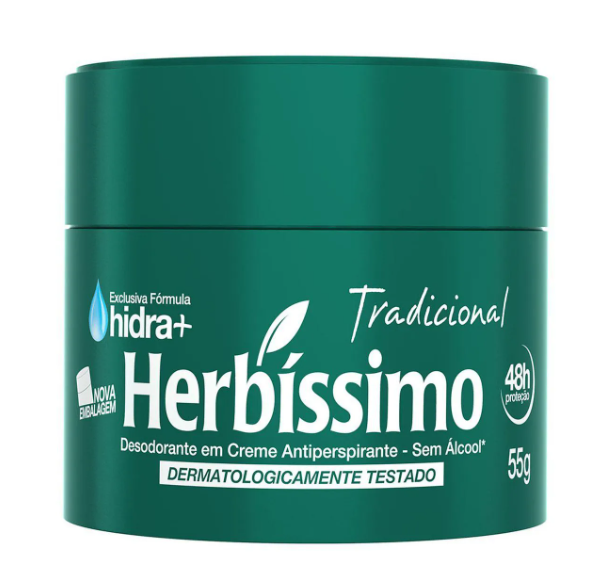 Exclusiva Fórmula
hidra+
Tradicional
NOVA
EMBALAGEM
Herbíssimo
48h
proteção
Desodorante em Creme Antiperspirante - Sem Álcool*
DERMATOLOGICAMENTE TESTADO
55g